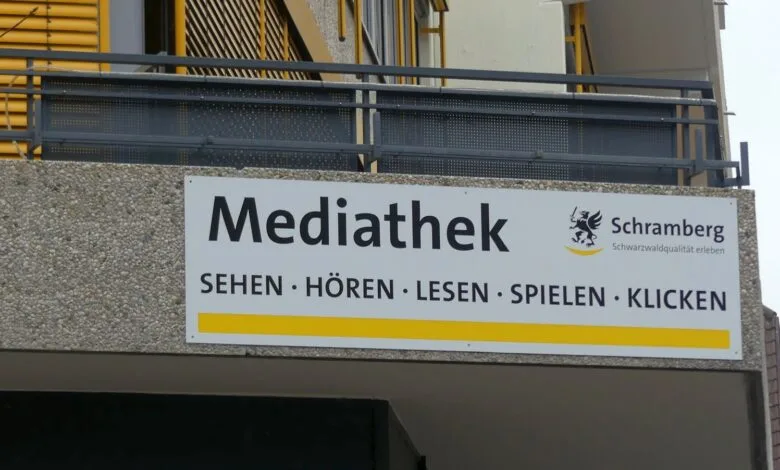 Mediathek
Schramberg
Schwarzwaldqualität erleben
SEHEN · HÖREN · LESEN · SPIELEN · KLICKEN